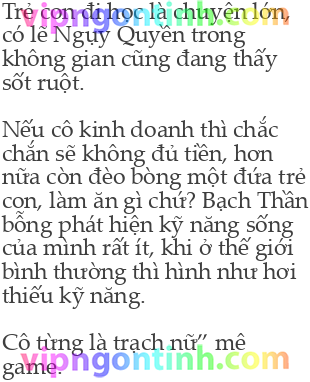 Trẻ con đi học là chuyện lớn,
có lẽ Ngụy Quyền trong
không gian cũng đang thấy
sốt ruột.
Nếu cô kinh doanh thì chắc
chắn sẽ không đủ tiền, hơn
nữa còn đèo bòng một đứa trẻ
con, làm ăn gì chứ? Bạch Thần
bỗng phát hiện kỹ năng sống
của mình rất ít, khi ở thế giới
bình thường thì hình như hơi
thiếu kỹ năng.
Cô từng là trạch nữ” mê
game.
vipngontinh.com
vipngontinh.com